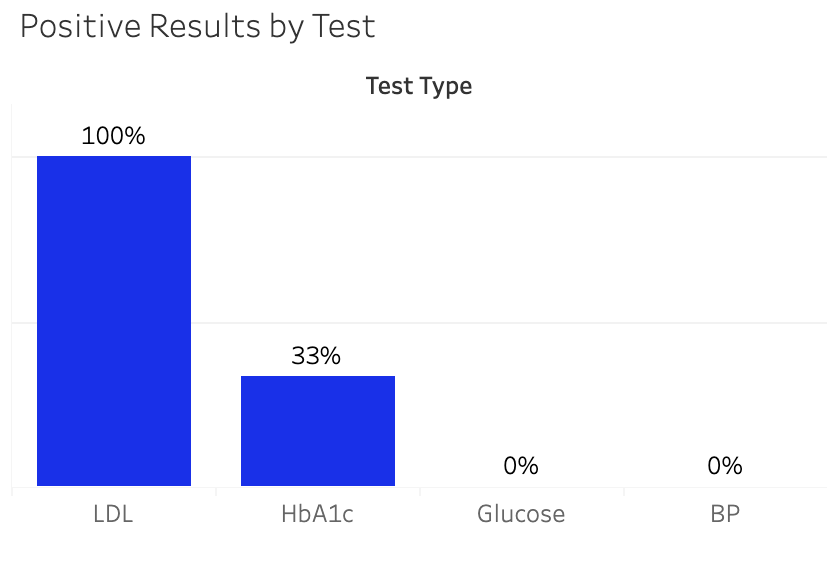 Positive Results by Test
Test Type
100%
33%
0% 0%
LDL HbA1c Glucose BP